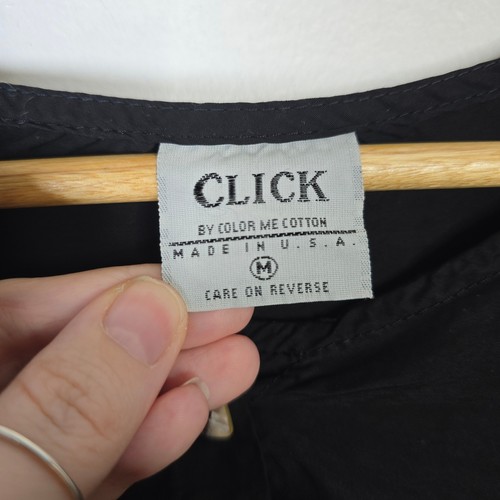 CLICK
BY COLOR ME COTTON
MADE IN U.S.A.
M
CARE ON REVERSE